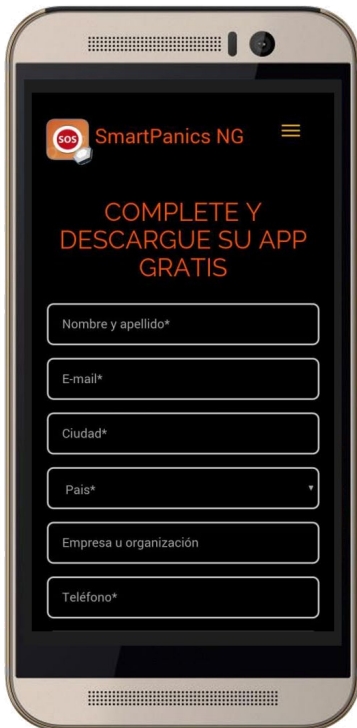 SOS
SmartPanics NG
COMPLETE Y
DESCARGUE SU APP
GRATIS
Nombre y apellido*
E-mail*
Ciudad*
Pais*
Empresa u organización
Teléfono*